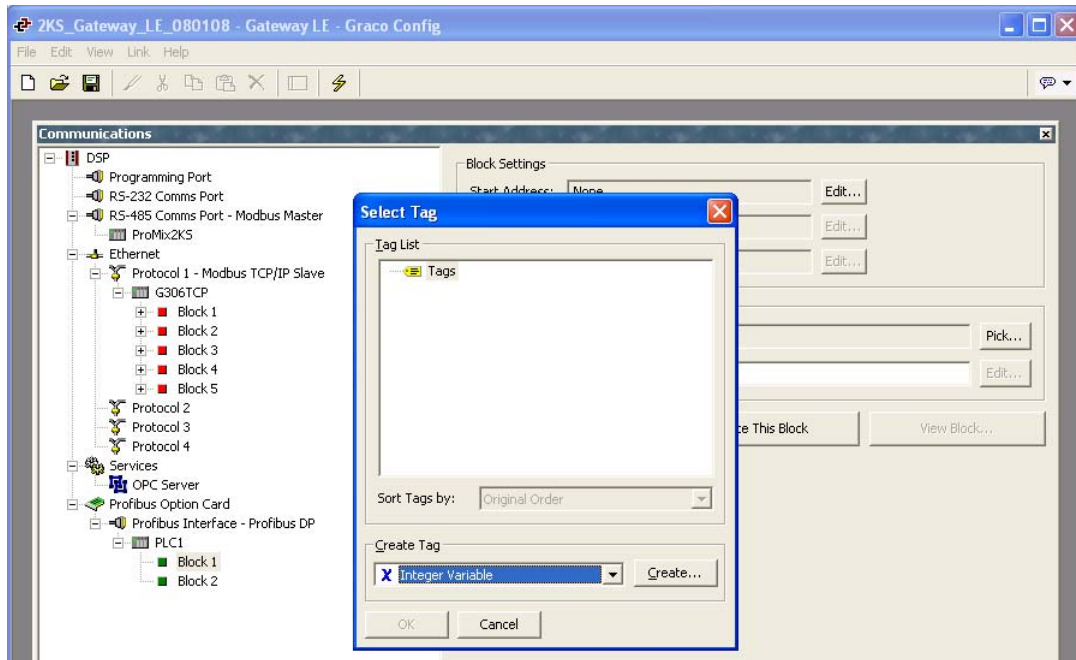 2KS_Gateway_LE_080108 - Gateway LE - Graco Config
File Edit View Link Help
Communications
DSP
Programming Port
RS-232 Comms Port
RS-485 Comms Port - Modbus Master
ProMix2KS
Ethernet
Protocol 1 - Modbus TCP/IP Slave
G306TCP
Block 1
Block 2
Block 3
Block 4
Block 5
Protocol 2
Protocol 3
Protocol 4
Services
OPC Server
Profibus Option Card
Profibus Interface - Profibus DP
PLC1
Block 1
Block 2
Block Settings
Start Address: None Edit...
Edit...
Edit...
Pick...
Edit...
This Block View Block...
Select Tag
Tag List
Tags
Sort Tags by: Original Order
Create Tag
Integer Variable Create...
OK Cancel